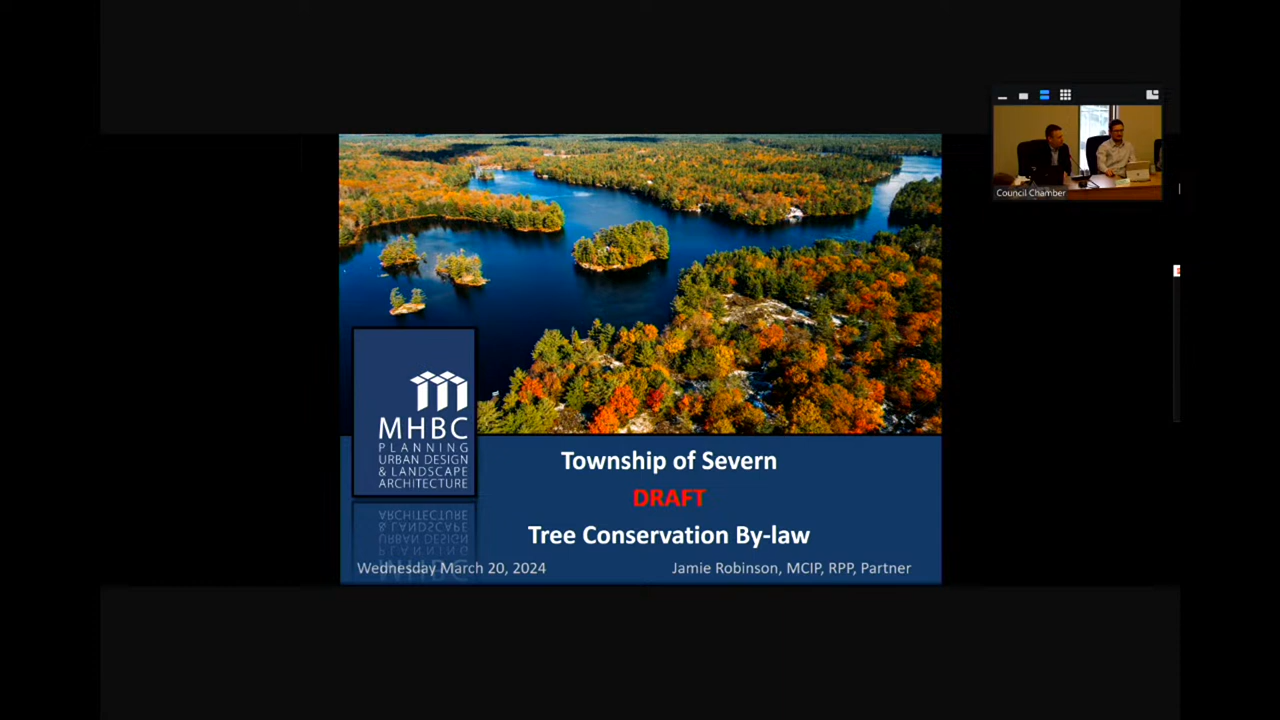 Council Chamber
MHBC
PLANNING
URBAN DESIGN
& LANDSCAPE
ARCHITECTURE
Township of Severn
DRAFT
Tree Conservation By-law
Wednesday March 20, 2024
Jamie Robinson, MCIP, RPP, Partner